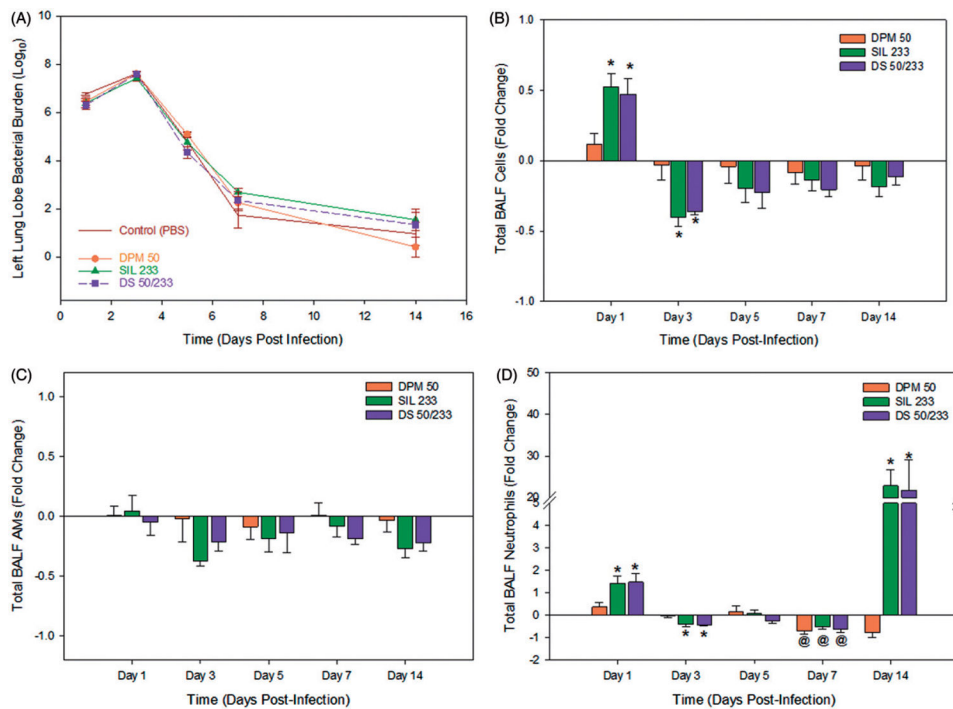 (A)
10
8
6
4
2
0
Left Lung Lobe Bacterial Burden (Log10)
Control (PBS)
DPM 50
SIL 233
DS 50/233
0 2 4 6 8 10 12 14 16
Time (Days Post Infection)
(B)
1.0
0.5
0.0
-0.5
-1.0
Total BALF Cells (Fold Change)
DPM 50
SIL 233
DS 50/233
* *
* *
Day 1 Day 3 Day 5 Day 7 Day 14
Time (Days Post-Infection)
(C)
1.0
0.5
0.0
-0.5
-1.0
Total BALF AMs (Fold Change)
DPM 50
SIL 233
DS 50/233
Day 1 Day 3 Day 5 Day 7 Day 14
Time (Days Post-Infection)
(D)
50
40
30
20
5
4
2
1
0
-1
-2
Total BALF Neutrophils (Fold Change)
DPM 50
SIL 233
DS 50/233
* *
* *
* *
@ @ @
Day 1 Day 3 Day 5 Day 7 Day 14
Time (Days Post-Infection)